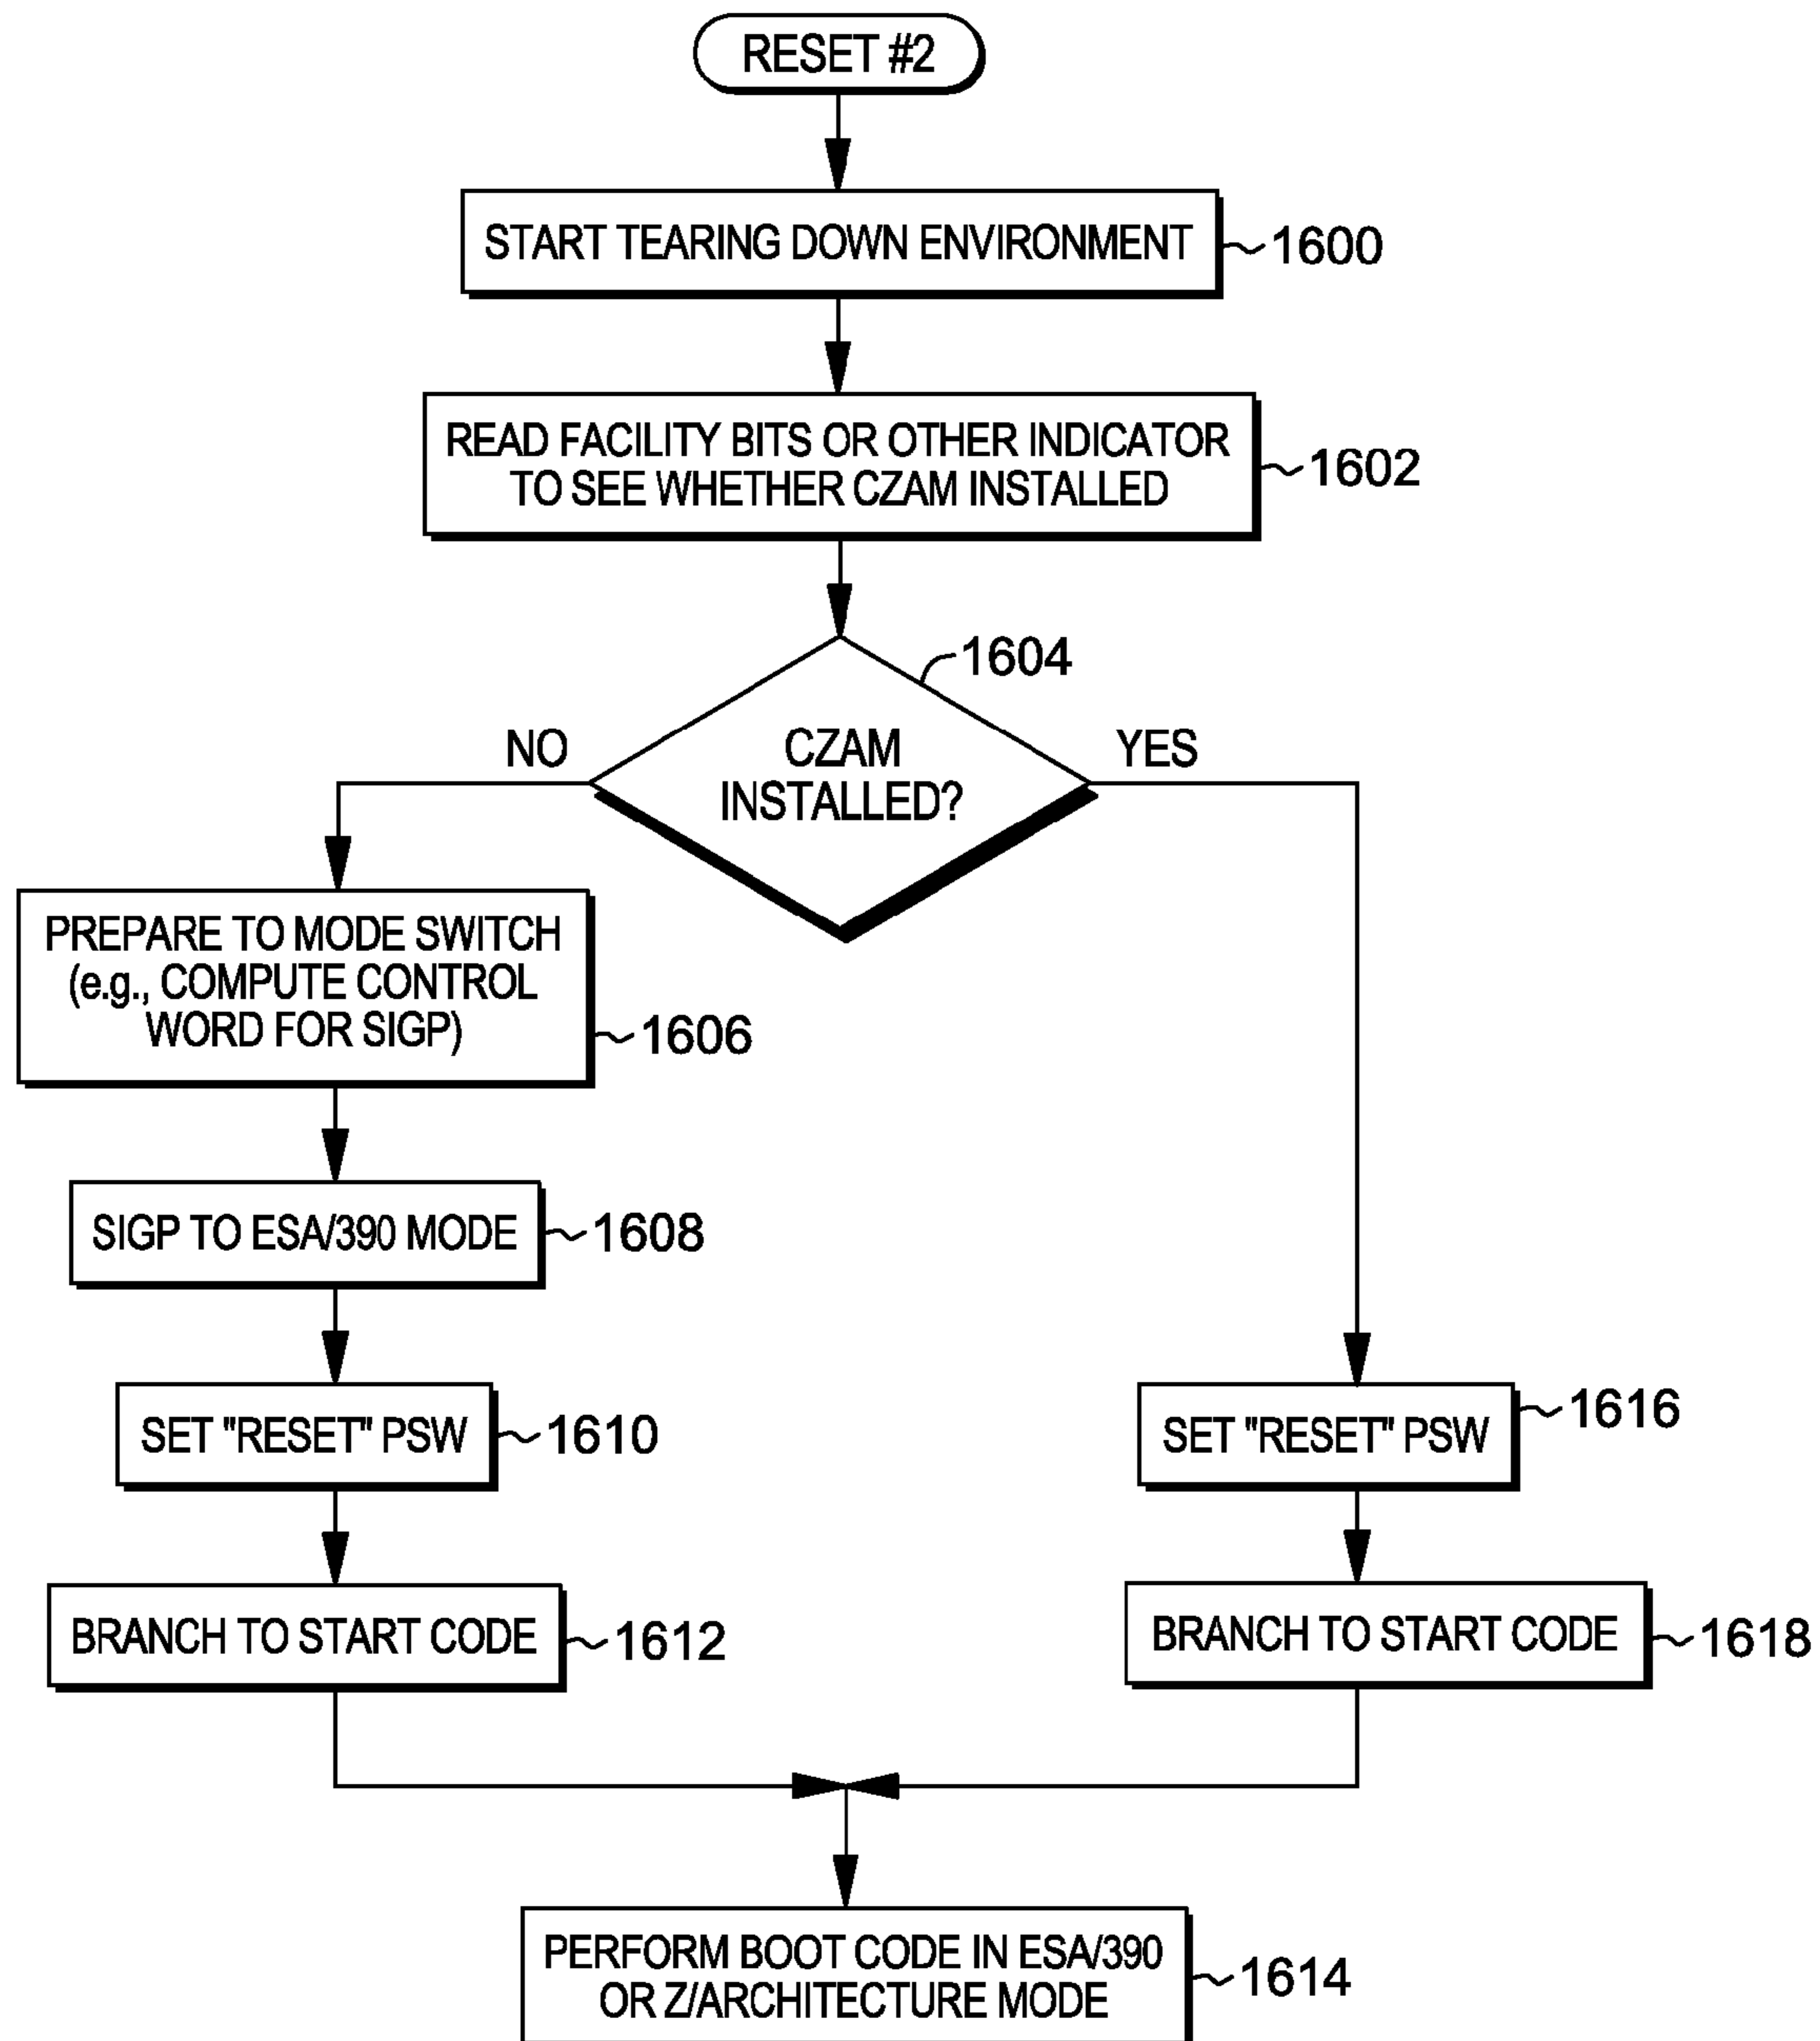 RESET #2
START TEARING DOWN ENVIRONMENT
1600
READ FACILITY BITS OR OTHER INDICATOR
TO SEE WHETHER CZAM INSTALLED
1602
1604
CZAM
INSTALLED?
NO
YES
PREPARE TO MODE SWITCH
(e.g., COMPUTE CONTROL
WORD FOR SIGP)
1606
SIGP TO ESA/390 MODE
1608
SET "RESET" PSW
1610
BRANCH TO START CODE
1612
SET "RESET" PSW
1616
BRANCH TO START CODE
1618
PERFORM BOOT CODE IN ESA/390
OR Z/ARCHITECTURE MODE
1614